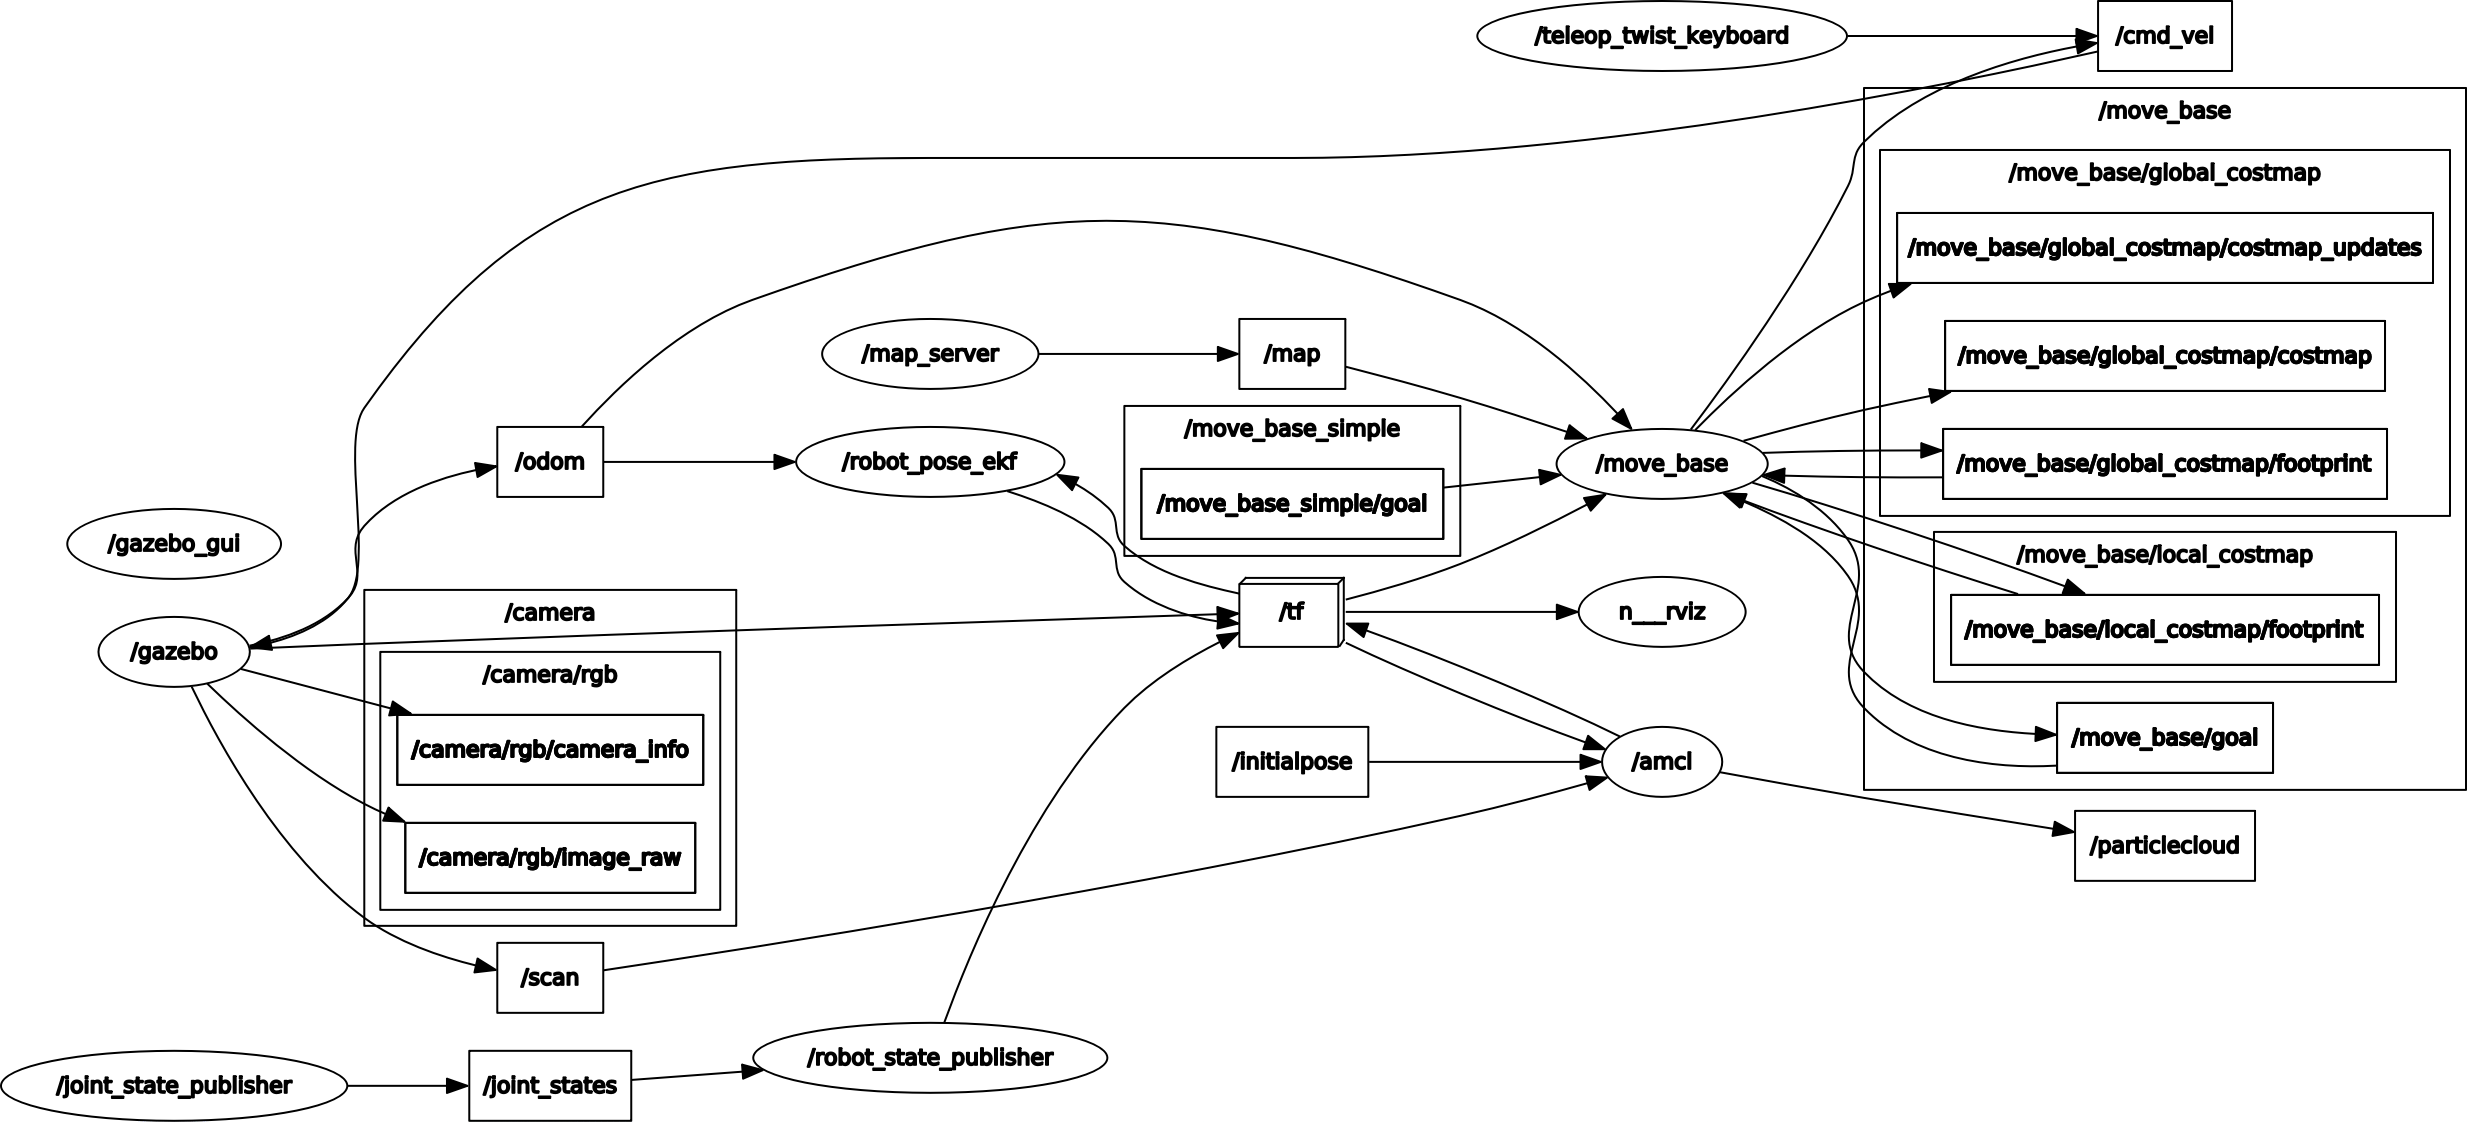 /teleop_twist_keyboard
/cmd_vel
/move_base
/move_base/global_costmap
/move_base/global_costmap/costmap_updates
/map_server
/map
/move_base/global_costmap/costmap
/move_base_simple
/odom
/robot_pose_ekf
/move_base
/move_base/global_costmap/footprint
/move_base_simple/goal
/gazebo_gui
/move_base/local_costmap
/camera
/tf
n___rviz
/move_base/local_costmap/footprint
/gazebo
/camera/rgb
/camera/rgb/camera_info
/initialpose
/amcl
/move_base/goal
/camera/rgb/image_raw
/particlecloud
/scan
/joint_state_publisher
/joint_states
/robot_state_publisher